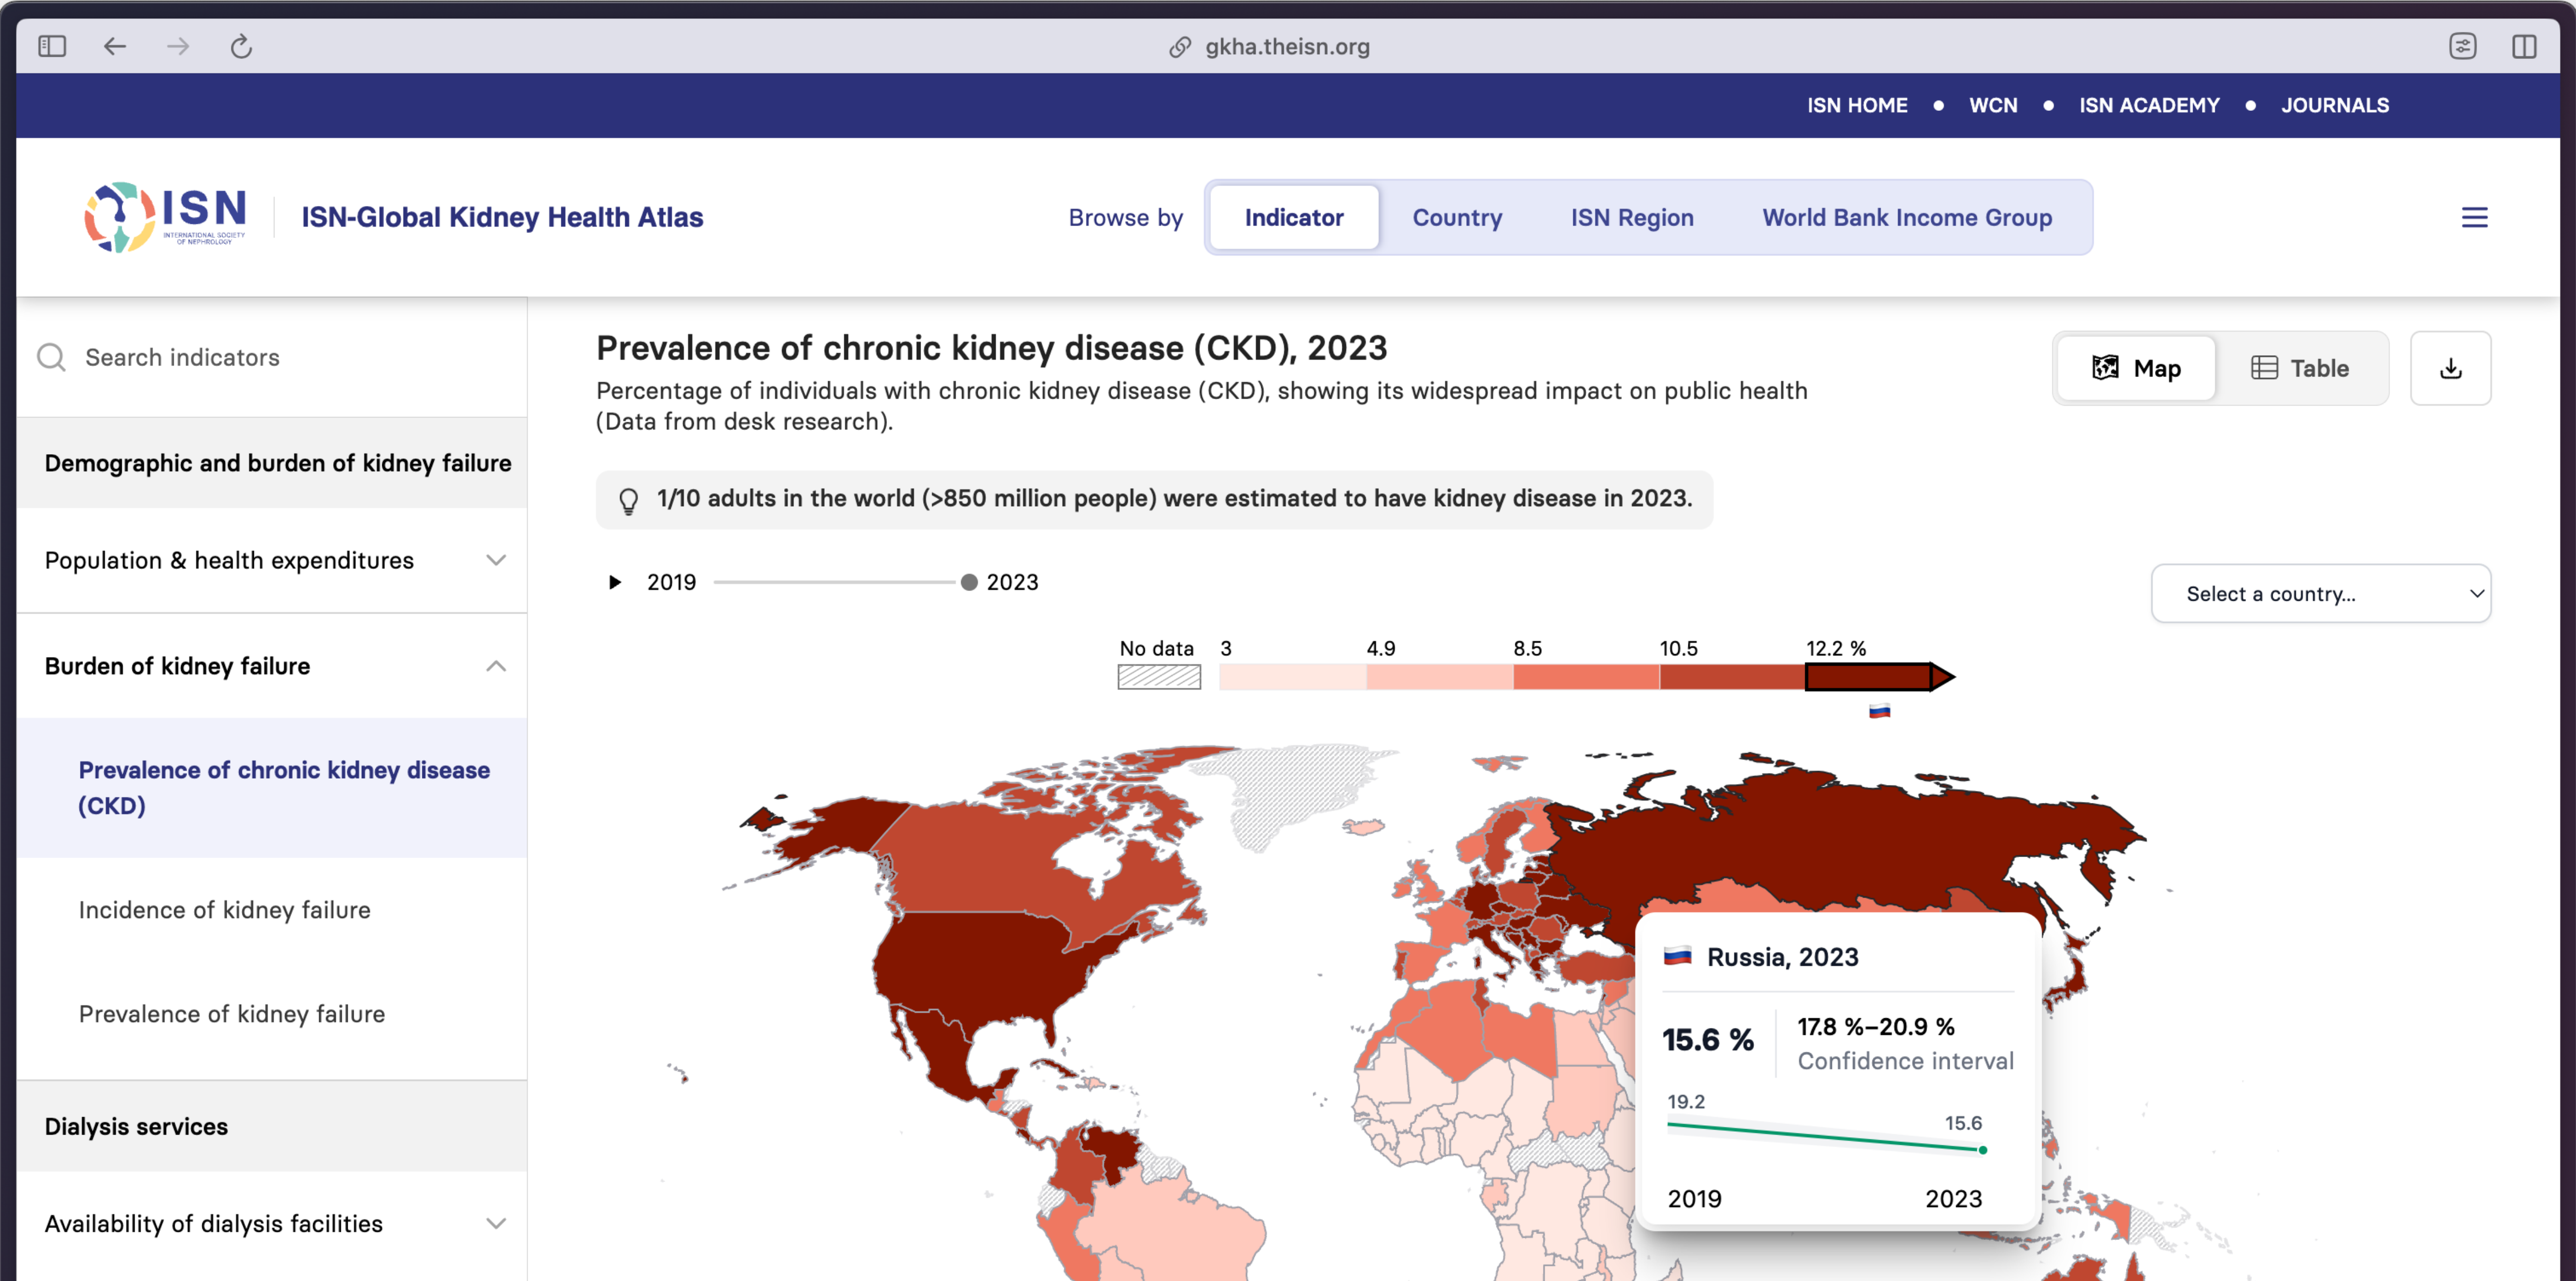 gkha.theisn.org
ISN HOME • WCN • ISN ACADEMY • JOURNALS
ISN
INTERNATIONAL SOCIETY
OF NEPHROLOGY
ISN-Global Kidney Health Atlas
Browse by
Indicator
Country
ISN Region
World Bank Income Group
Search indicators
Demographic and burden of kidney failure
Population & health expenditures
Burden of kidney failure
Prevalence of chronic kidney disease
(CKD)
Incidence of kidney failure
Prevalence of kidney failure
Dialysis services
Availability of dialysis facilities
Prevalence of chronic kidney disease (CKD), 2023
Percentage of individuals with chronic kidney disease (CKD), showing its widespread impact on public health
(Data from desk research).
Map
Table
1/10 adults in the world (>850 million people) were estimated to have kidney disease in 2023.
2019
2023
Select a country...
No data
3
4.9
8.5
10.5
12.2 %
Russia, 2023
15.6 %
17.8 %–20.9 %
Confidence interval
19.2
15.6
2019
2023